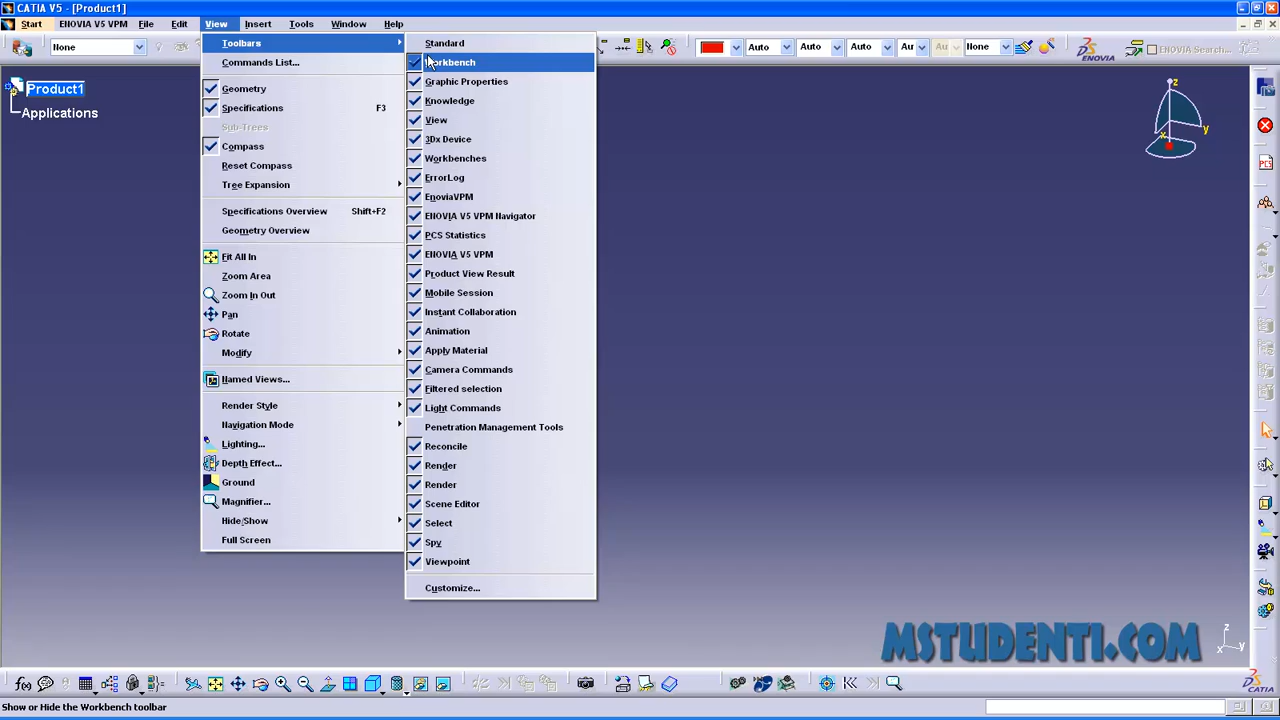 CATIA V5 - [Product1]
Start ENOVIA V5 VPM File Edit View Insert Tools Window Help
None Auto Auto Auto Au Au None ENOVIA ENOVIA Search...
Product1
Applications
Toolbars
Commands List...
Geometry
Specifications F3
Sub-Trees
Compass
Reset Compass
Tree Expansion
Specifications Overview Shift+F2
Geometry Overview
Fit All In
Zoom Area
Zoom In Out
Pan
Rotate
Modify
Named Views...
Render Style
Navigation Mode
Lighting...
Depth Effect...
Ground
Magnifier...
Hide/Show
Full Screen
Standard
Workbench
Graphic Properties
Knowledge
View
3Dx Device
Workbenches
ErrorLog
EnoviaVPM
ENOVIA V5 VPM Navigator
PCS Statistics
ENOVIA V5 VPM
Product View Result
Mobile Session
Instant Collaboration
Animation
Apply Material
Camera Commands
Filtered selection
Light Commands
Penetration Management Tools
Reconcile
Render
Render
Scene Editor
Select
Spy
Viewpoint
Customize...
z
y
x
PCS
MSTUDENTI.COM
z
x y
f(x)
CATIA
Show or Hide the Workbench toolbar